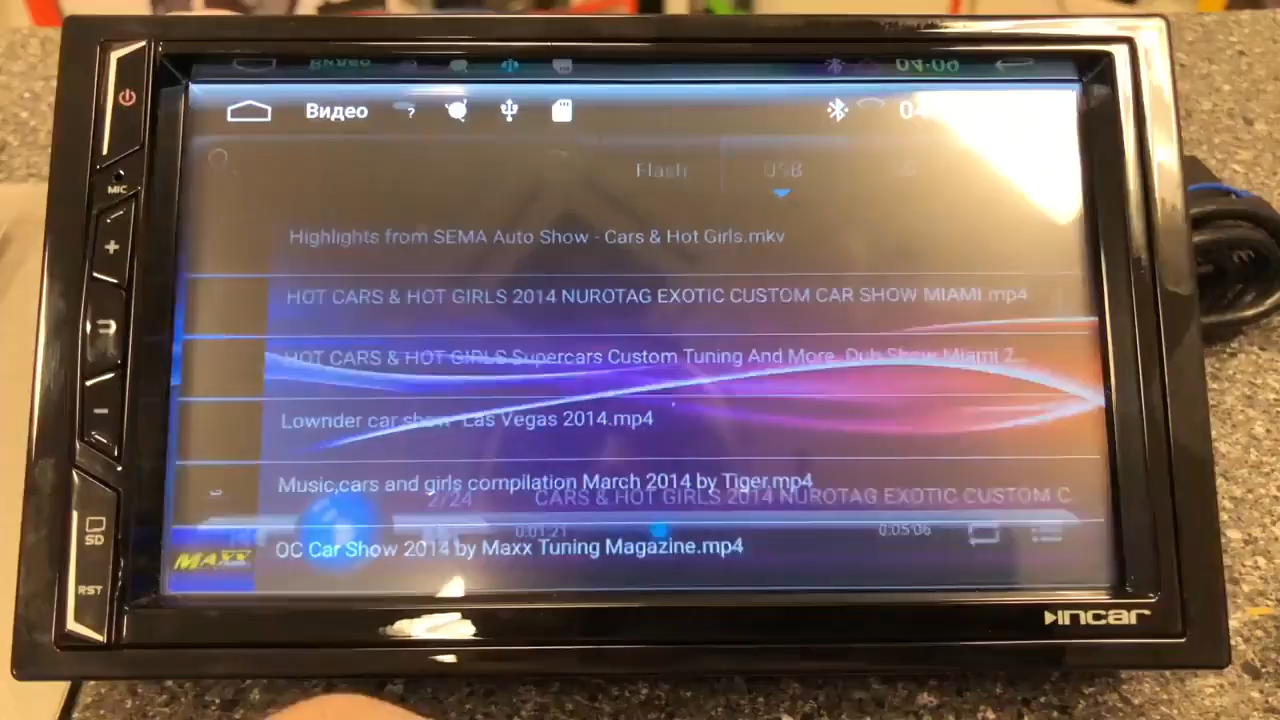 Видео
Flash
USB
Highlights from SEMA Auto Show - Cars & Hot Girls.mkv
HOT CARS & HOT GIRLS 2014 NUROTAG EXOTIC CUSTOM CAR SHOW MIAMI.mp4
HOT CARS & HOT GIRLS Supercars Custom Tuning And More. Dub Show Miami
Lownder car show Las Vegas 2014.mp4
Music,cars and girls compilation March 2014 by Tiger.mp4
2/24 CARS & HOT GIRLS 2014 NUROTAG EXOTIC CUSTOM C
0:01:21 0:05:06
OC Car Show 2014 by Maxx Tuning Magazine.mp4
MAXX
MIC
+
−
SD
RST
incar